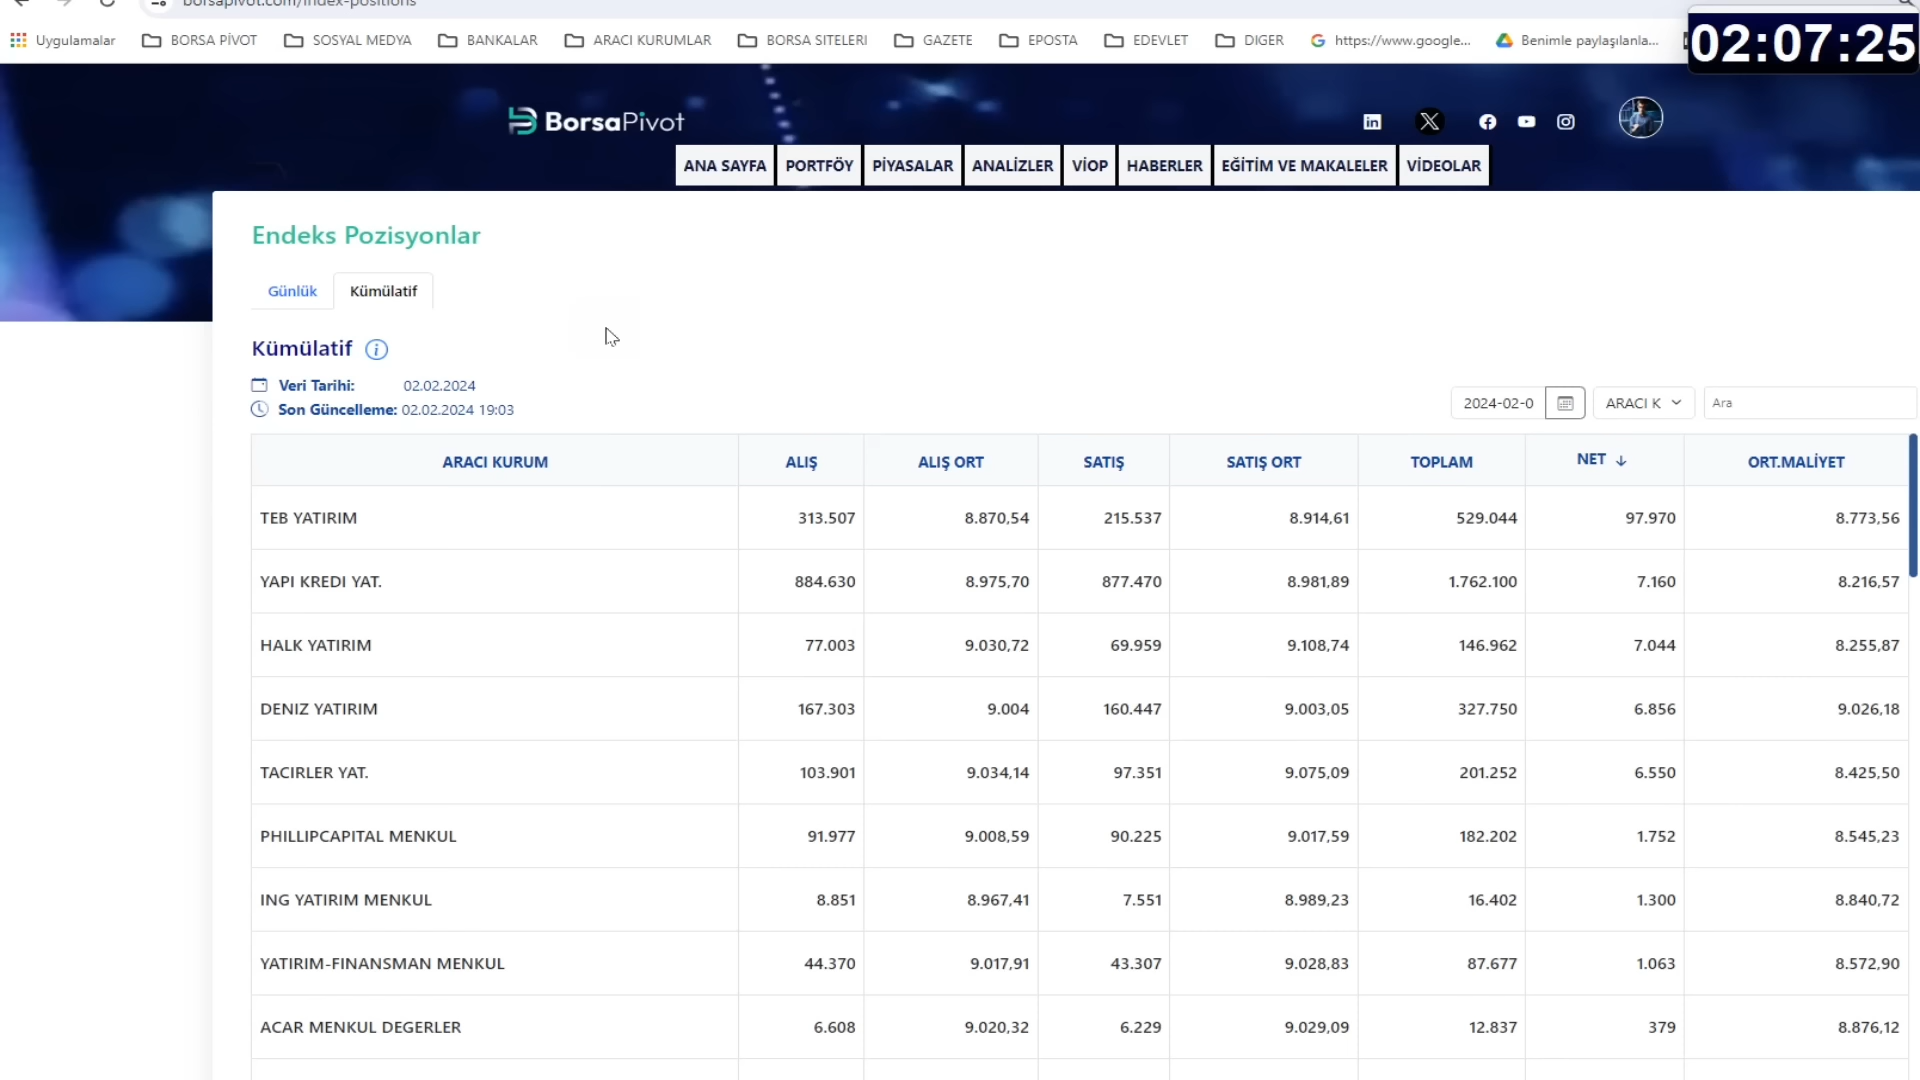 borsapivot.com/index-positions
Uygulamalar BORSA PİVOT SOSYAL MEDYA BANKALAR ARACI KURUMLAR BORSA SITELERI GAZETE EPOSTA EDEVLET DIGER https://www.google... Benimle paylaşılanla...
02:07:25
BorsaPivot
ANA SAYFA PORTFÖY PİYASALAR ANALİZLER VİOP HABERLER EĞİTİM VE MAKALELER VİDEOLAR
Endeks Pozisyonlar
Günlük Kümülatif
Kümülatif
Veri Tarihi: 02.02.2024
Son Güncelleme: 02.02.2024 19:03
2024-02-0 ARACI K Ara
ARACI KURUM ALIŞ ALIŞ ORT SATIŞ SATIŞ ORT TOPLAM NET ↓ ORT.MALİYET
TEB YATIRIM 313.507 8.870,54 215.537 8.914,61 529.044 97.970 8.773,56
YAPI KREDI YAT. 884.630 8.975,70 877.470 8.981,89 1.762.100 7.160 8.216,57
HALK YATIRIM 77.003 9.030,72 69.959 9.108,74 146.962 7.044 8.255,87
DENIZ YATIRIM 167.303 9.004 160.447 9.003,05 327.750 6.856 9.026,18
TACIRLER YAT. 103.901 9.034,14 97.351 9.075,09 201.252 6.550 8.425,50
PHILLIPCAPITAL MENKUL 91.977 9.008,59 90.225 9.017,59 182.202 1.752 8.545,23
ING YATIRIM MENKUL 8.851 8.967,41 7.551 8.989,23 16.402 1.300 8.840,72
YATIRIM-FINANSMAN MENKUL 44.370 9.017,91 43.307 9.028,83 87.677 1.063 8.572,90
ACAR MENKUL DEGERLER 6.608 9.020,32 6.229 9.029,09 12.837 379 8.876,12